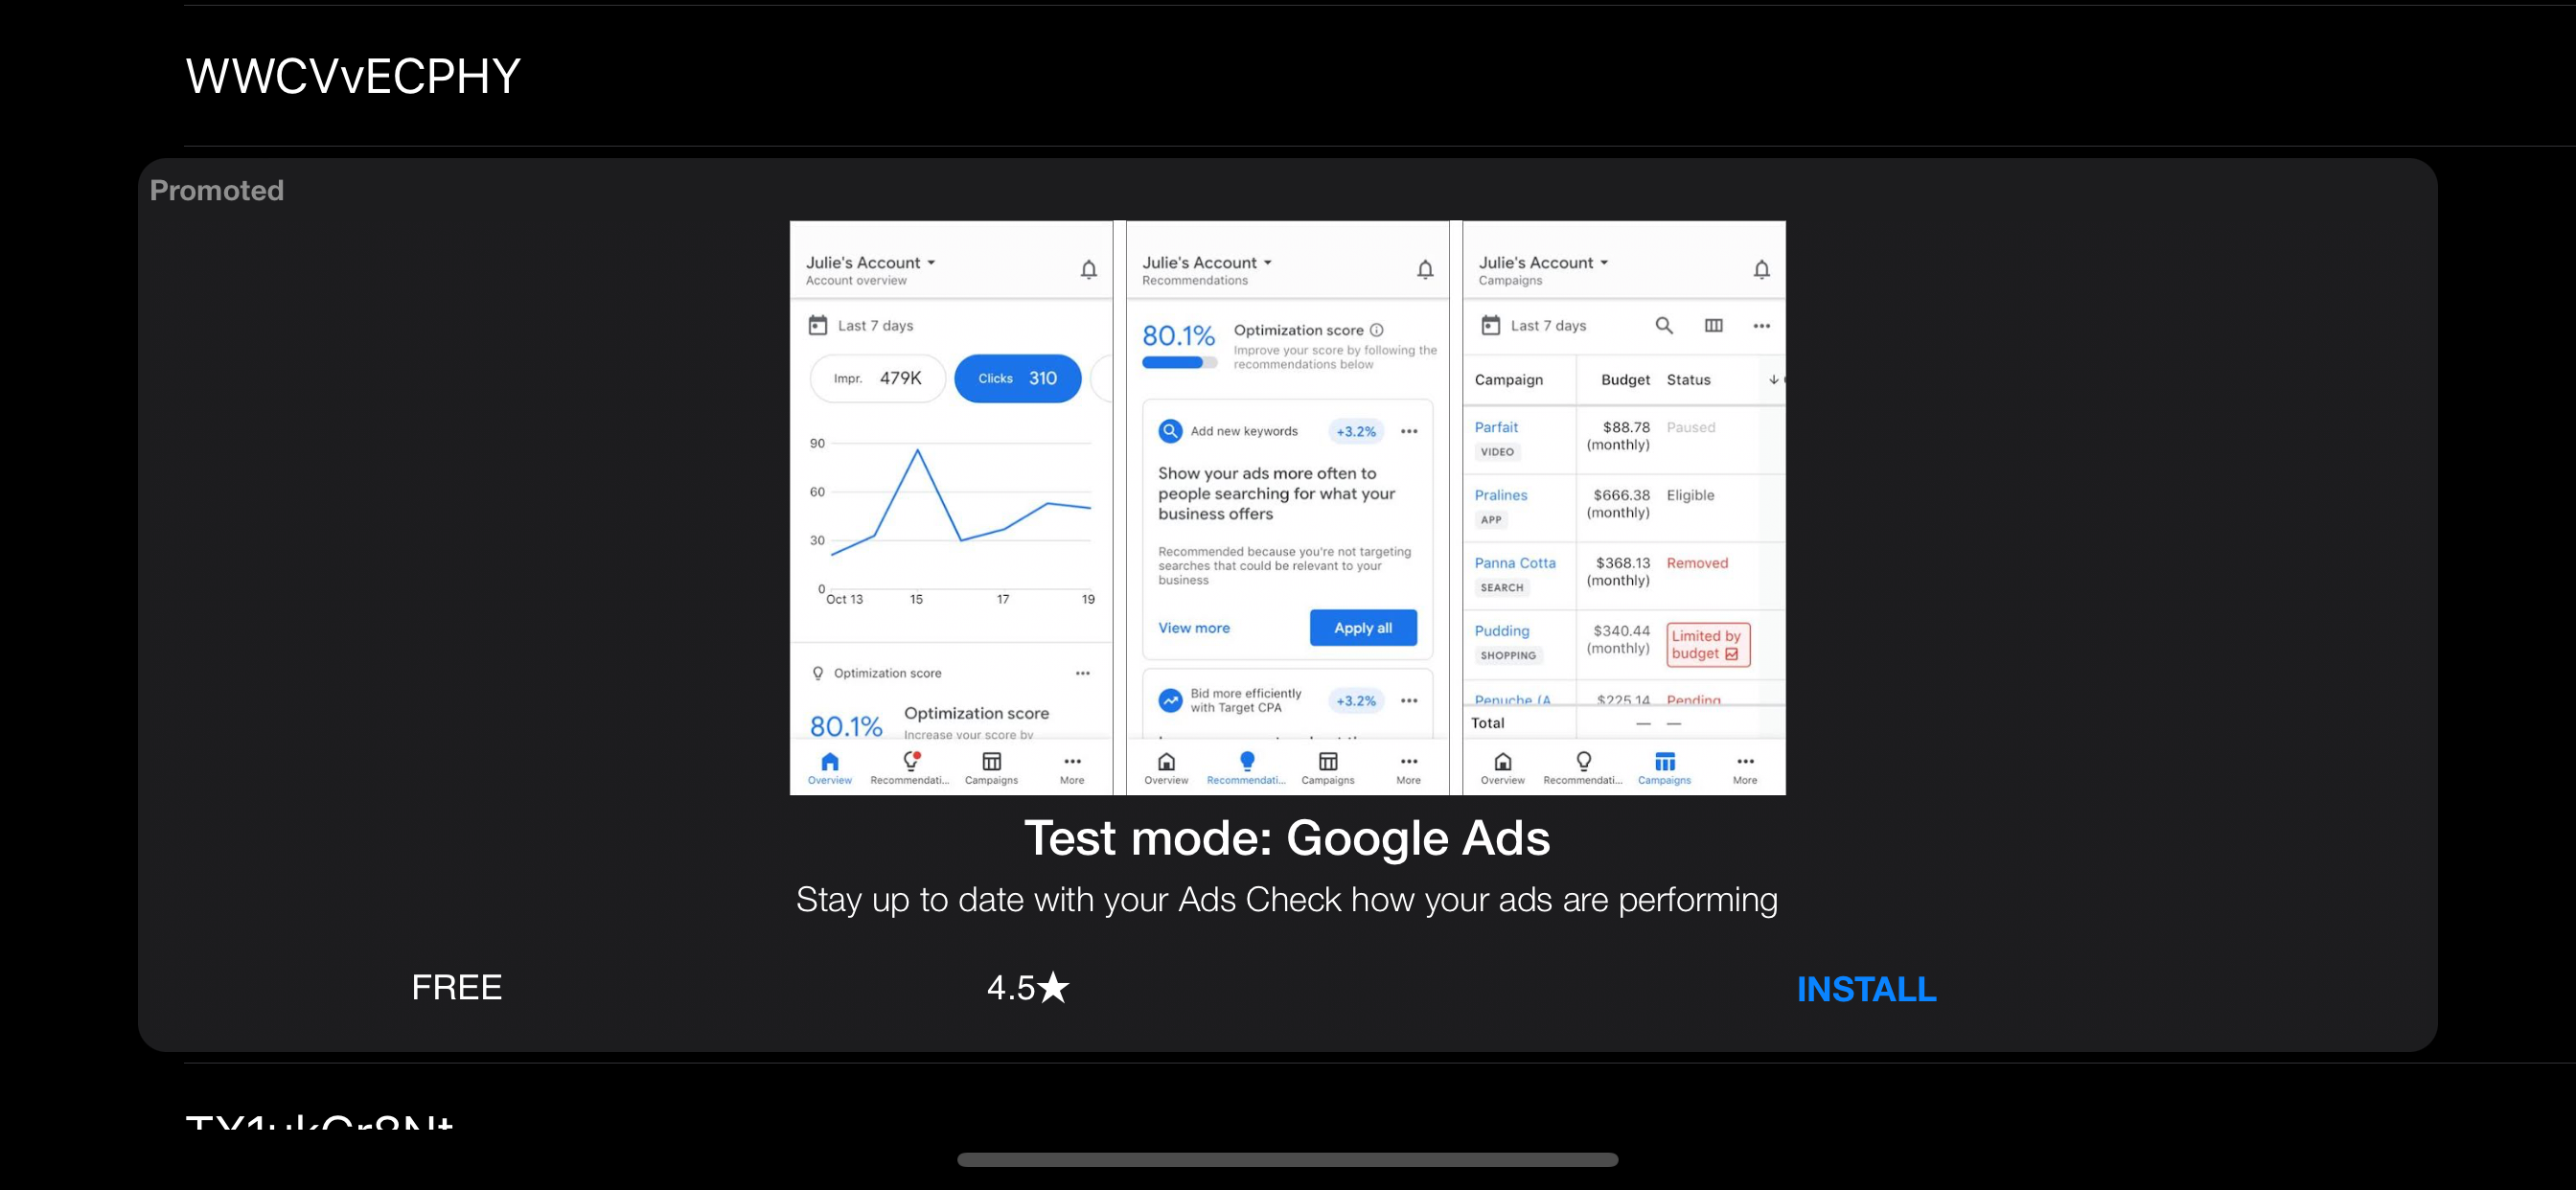 WWCVvECPHY
Promoted
Julie's Account
Account overview
Last 7 days
Impr. 479K
Clicks 310
90
60
30
0
Oct 13 15 17 19
Optimization score
80.1%
Optimization score
Increase your score by
Overview Recommendati... Campaigns More
Julie's Account
Recommendations
80.1%
Optimization score
Improve your score by following the
recommendations below
Add new keywords +3.2%
Show your ads more often to
people searching for what your
business offers
Recommended because you're not targeting
searches that could be relevant to your
business
View more Apply all
Bid more efficiently
with Target CPA
+3.2%
Overview Recommendati... Campaigns More
Julie's Account
Campaigns
Last 7 days
Campaign Budget Status
Parfait $88.78 Paused
VIDEO (monthly)
Pralines $666.38 Eligible
APP (monthly)
Panna Cotta $368.13 Removed
SEARCH (monthly)
Pudding $340.44 Limited by
SHOPPING (monthly) budget
Penuche (A $225.14 Pending
Total — —
Overview Recommendati... Campaigns More
Test mode: Google Ads
Stay up to date with your Ads Check how your ads are performing
FREE 4.5★ INSTALL